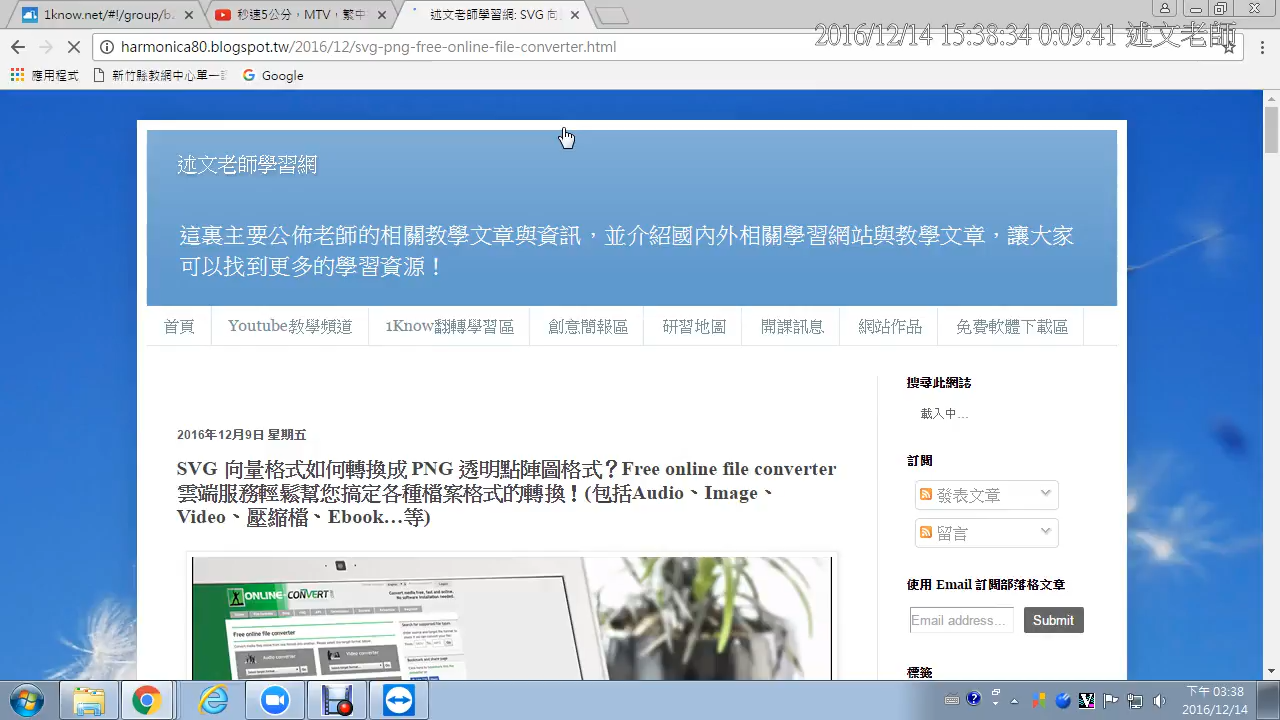 1know.net/#!/group/b
秒速5公分，MTV，繁中
述文老師學習網: SVG 向
harmonica80.blogspot.tw/2016/12/svg-png-free-online-file-converter.html
2016/12/14 15:38:34 0:09:41 述文老師
應用程式
新竹縣教網中心單一
Google
述文老師學習網
這裏主要公佈老師的相關教學文章與資訊，並介紹國內外相關學習網站與教學文章，讓大家
可以找到更多的學習資源！
首頁
Youtube教學頻道
1Know翻轉學習區
創意簡報區
研習地圖
開課訊息
網站作品
免費軟體下載區
2016年12月9日 星期五
SVG 向量格式如何轉換成 PNG 透明點陣圖格式？Free online file converter
雲端服務輕鬆幫您搞定各種檔案格式的轉換！(包括Audio、Image、
Video、壓縮檔、Ebook…等)
ONLINE-CONVERT
Free online file converter
Audio converter
Video converter
搜尋此網誌
載入中...
訂閱
發表文章
留言
使用 Email 訂閱部落格文章
Email address...
Submit
標籤
下午 03:38
2016/12/14